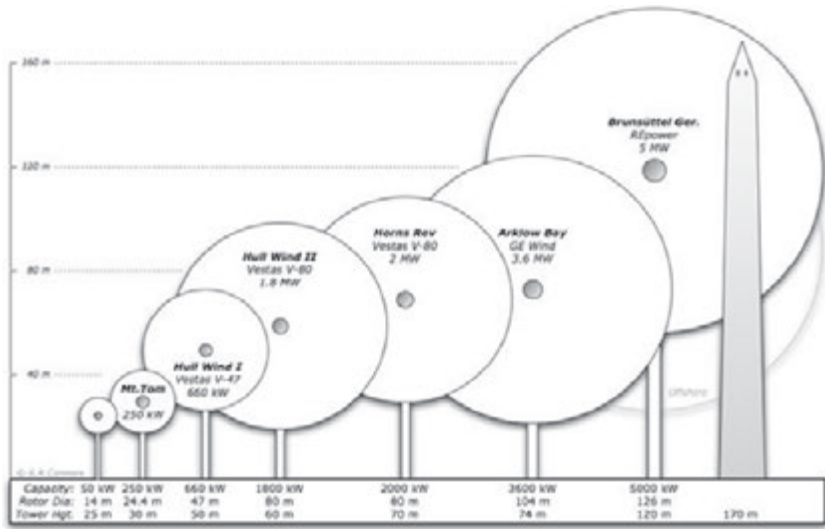 160 m
120 m
80 m
40 m
Brunsüttel Ger.
REpower
5 MW
Arklow Bay
GE Wind
3.6 MW
Horns Rev
Vestas V-80
2 MW
Hull Wind II
Vestas V-80
1.8 MW
Hull Wind I
Vestas V-47
660 kW
Mt.Tom
250 kW
Offshore
Capacity: 50 kW 250 kW 660 kW 1800 kW 2000 kW 3600 kW 5000 kW
Rotor Dia: 14 m 24.4 m 47 m 80 m 80 m 104 m 126 m
Tower Hgt: 25 m 30 m 50 m 60 m 70 m 74 m 120 m 170 m